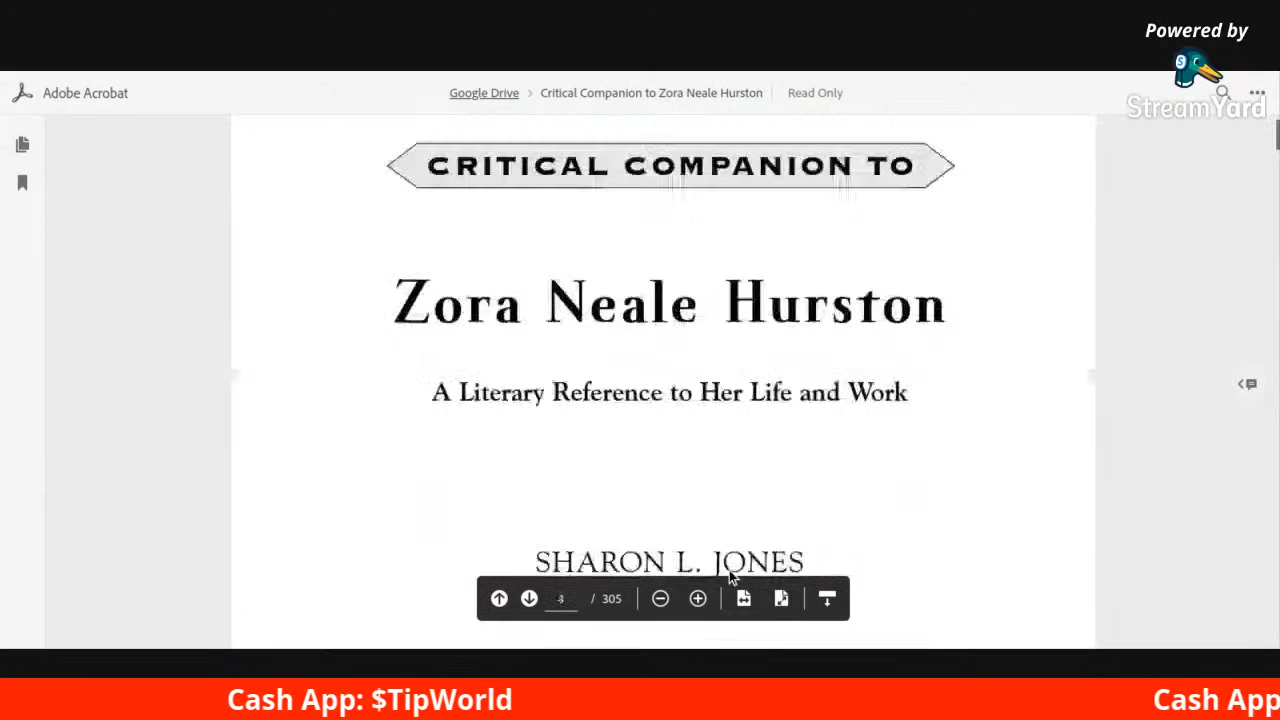 Powered by
StreamYard
Adobe Acrobat
Google Drive > Critical Companion to Zora Neale Hurston Read Only
CRITICAL COMPANION TO
Zora Neale Hurston
A Literary Reference to Her Life and Work
SHARON L. JONES
/ 305
Cash App: $TipWorld
Cash App